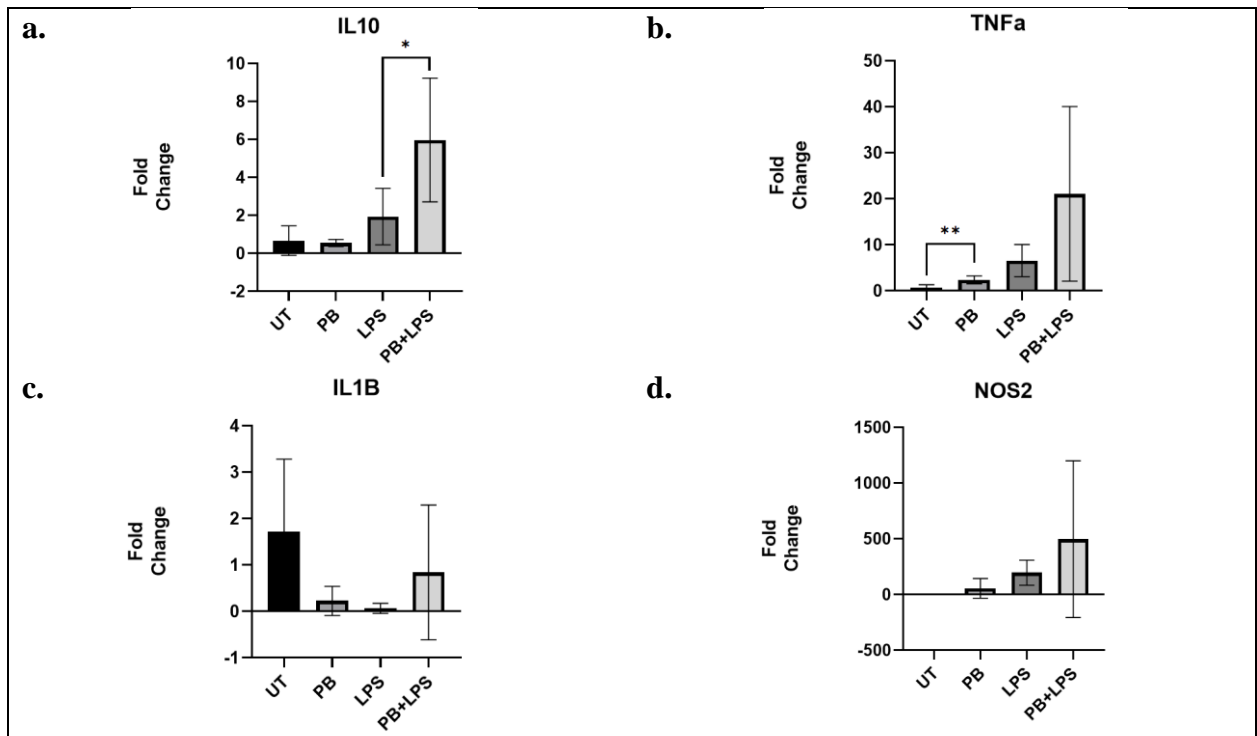 a.
IL10
*
Fold
Change
10
8
6
4
2
0
-2
UT
PB
LPS
PB+LPS
b.
TNFa
**
Fold
Change
50
40
30
20
10
0
UT
PB
LPS
PB+LPS
c.
IL1B
Fold
Change
4
3
2
1
0
-1
UT
PB
LPS
PB+LPS
d.
NOS2
Fold
Change
1500
1000
500
0
-500
UT
PB
LPS
PB+LPS